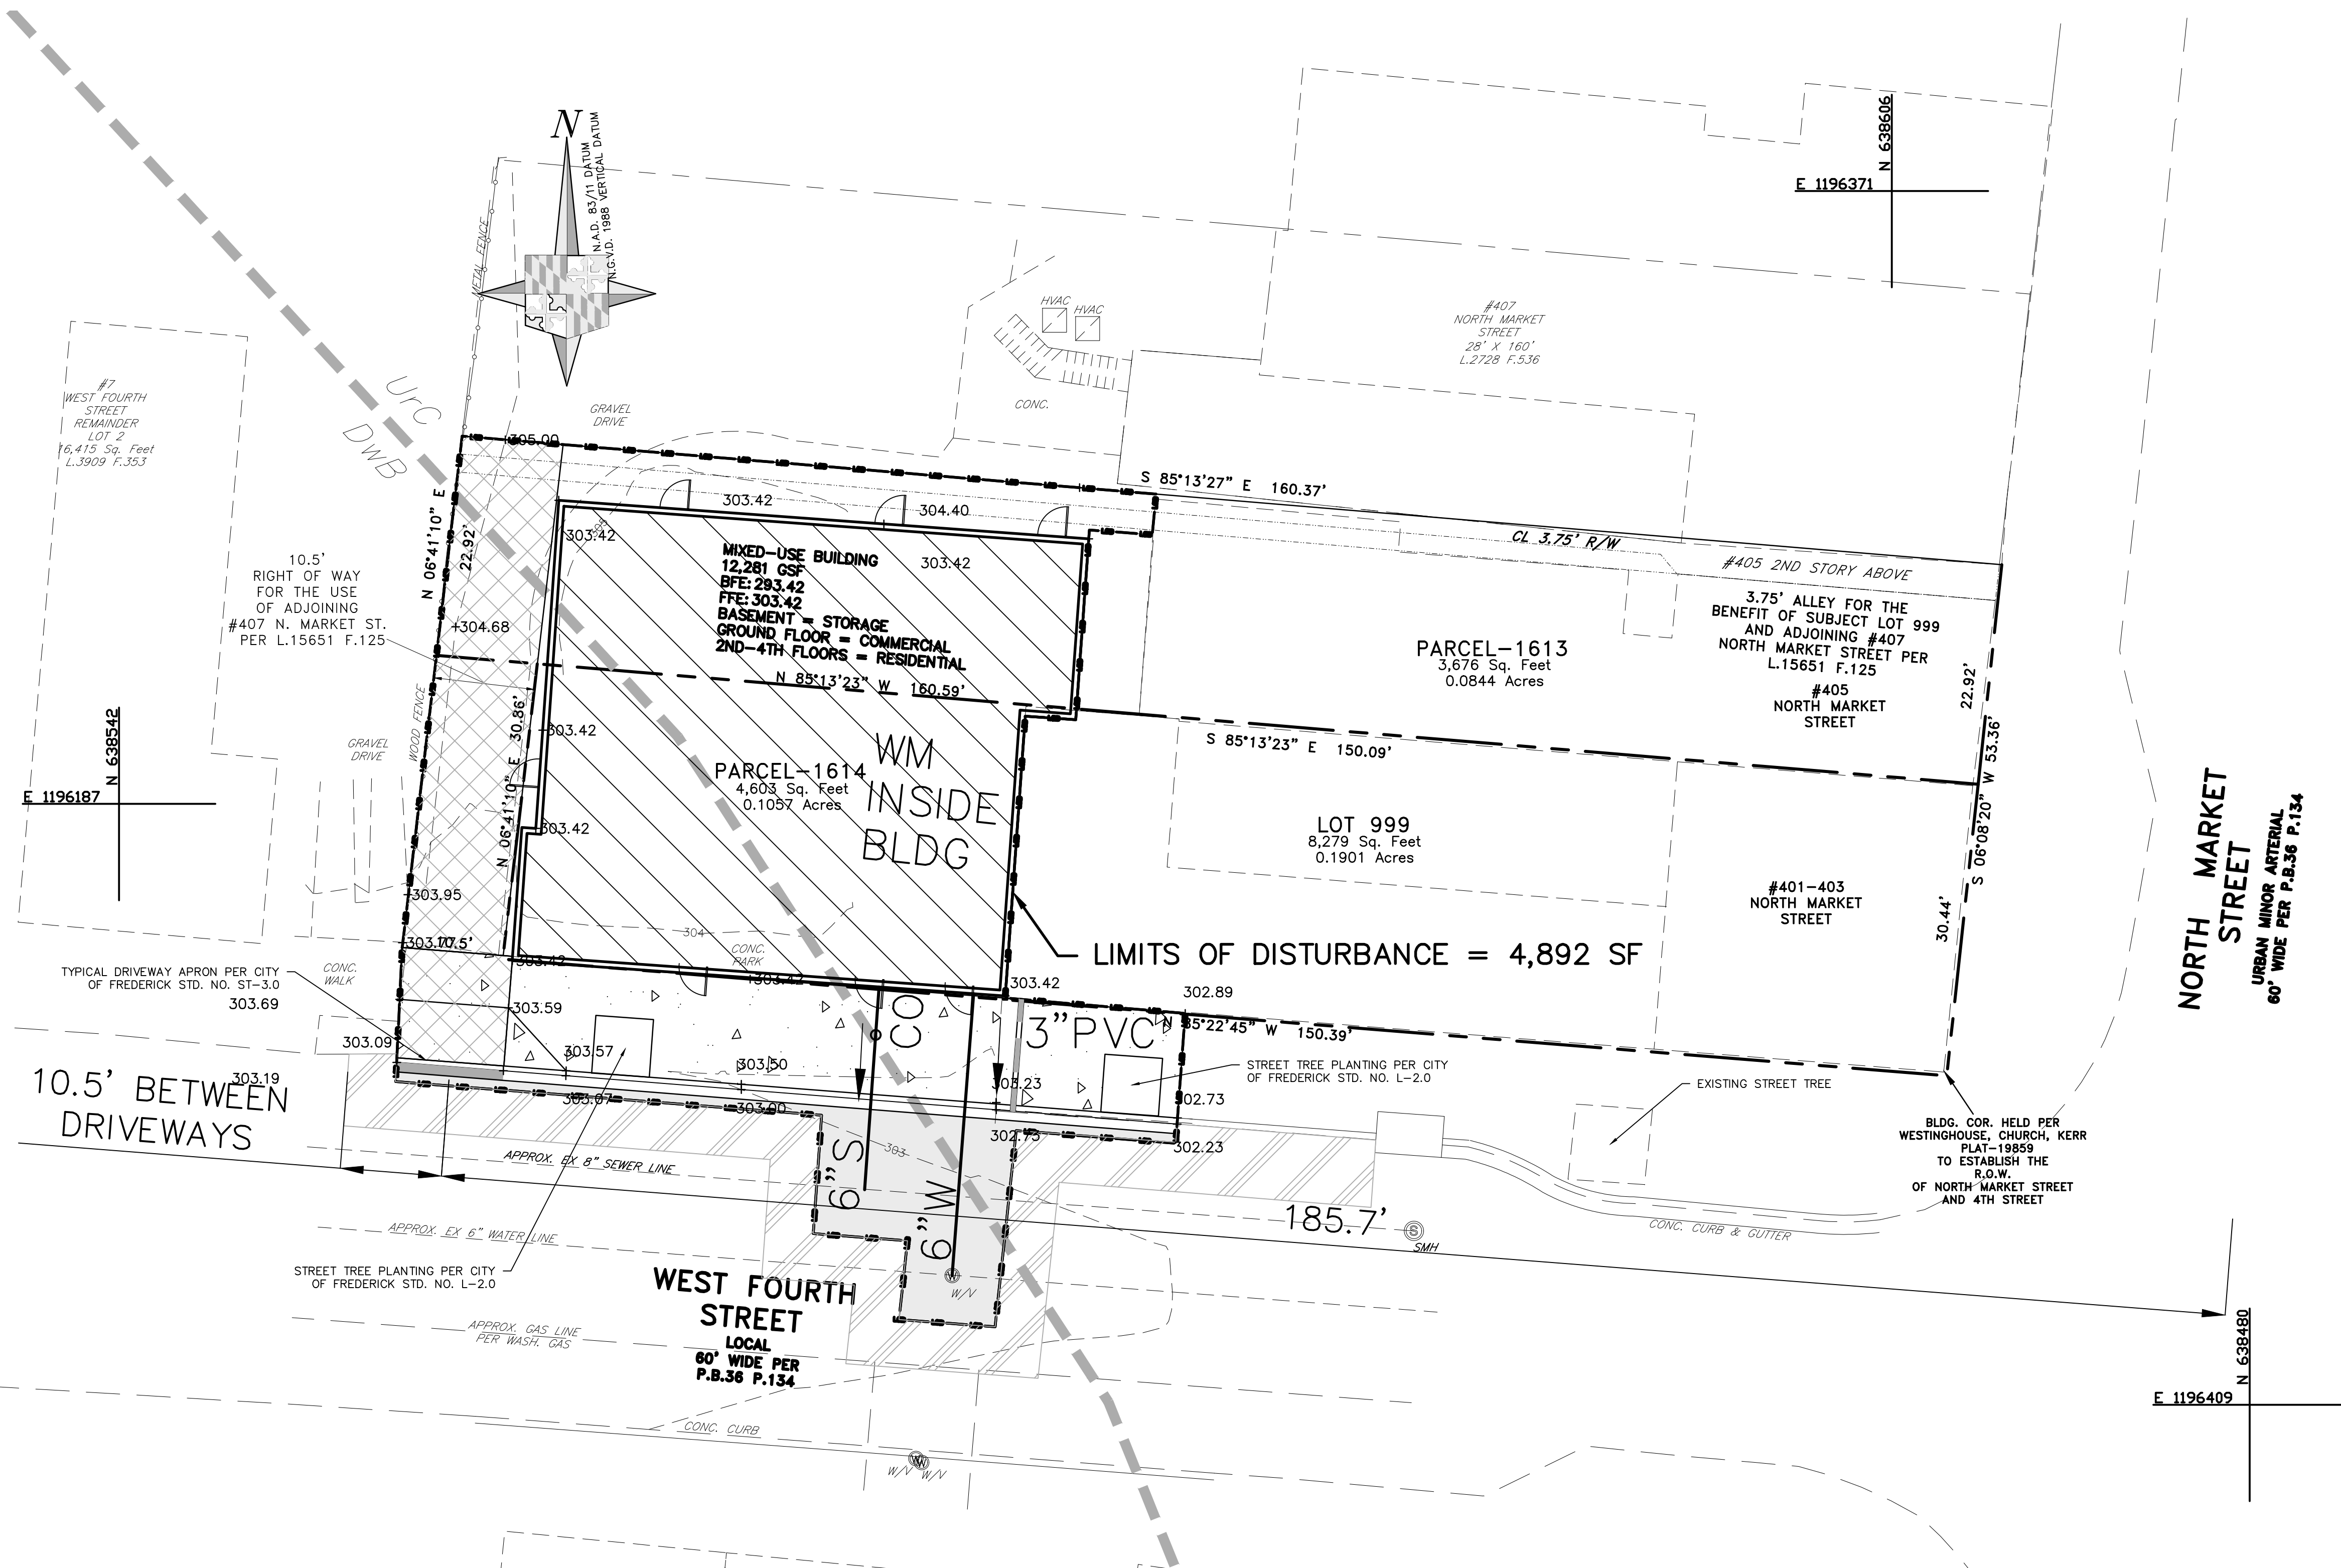 N
N.A.D. 83/11 DATUM
N.G.V.D. 1988 VERTICAL DATUM
N 638606
E 1196371
METAL FENCE
HVAC
HVAC
CONC.
#407
NORTH MARKET
STREET
28' X 160'
L.2728 F.536
#7
WEST FOURTH
STREET
REMAINDER
LOT 2
16,415 Sq. Feet
L.3909 F.353
UrC
DwB
GRAVEL
DRIVE
305.00
S 85°13'27" E 160.37'
CL 3.75' R/W
#405 2ND STORY ABOVE
3.75' ALLEY FOR THE
BENEFIT OF SUBJECT LOT 999
AND ADJOINING #407
NORTH MARKET STREET PER
L.15651 F.125
#405
NORTH MARKET
STREET
N 06°41'10" E
22.92'
303.42
304.40
303.42
303.42
MIXED-USE BUILDING
12,281 GSF
BFE: 293.42
FFE: 303.42
BASEMENT = STORAGE
GROUND FLOOR = COMMERCIAL
2ND-4TH FLOORS = RESIDENTIAL
10.5'
RIGHT OF WAY
FOR THE USE
OF ADJOINING
#407 N. MARKET ST.
PER L.15651 F.125
304.68
N 85°13'23" W 160.59'
PARCEL-1613
3,676 Sq. Feet
0.0844 Acres
22.92'
S 06°08'20" W 53.36'
S 85°13'23" E 150.09'
N 638542
E 1196187
GRAVEL
DRIVE
WOOD FENCE
N 06°41'10" E 30.86'
303.42
303.42
PARCEL-1614
4,603 Sq. Feet
0.1057 Acres
WM
INSIDE
BLDG
LOT 999
8,279 Sq. Feet
0.1901 Acres
#401-403
NORTH MARKET
STREET
30.44'
NORTH MARKET
STREET
URBAN MINOR ARTERIAL
60' WIDE PER P.B.36 P.134
303.95
10.5'
303.42
304
CONC.
PARK
303.42
303.42
LIMITS OF DISTURBANCE = 4,892 SF
302.89
TYPICAL DRIVEWAY APRON PER CITY
OF FREDERICK STD. NO. ST-3.0
CONC.
WALK
303.69
303.59
CO
3"PVC
N 85°22'45" W 150.39'
303.09
303.19
303.57
303.50
303.23
302.73
STREET TREE PLANTING PER CITY
OF FREDERICK STD. NO. L-2.0
EXISTING STREET TREE
10.5' BETWEEN
DRIVEWAYS
303.07
303.00
302.73
302.23
BLDG. COR. HELD PER
WESTINGHOUSE, CHURCH, KERR
PLAT-19859
TO ESTABLISH THE
R.O.W.
OF NORTH MARKET STREET
AND 4TH STREET
APPROX. EX 8" SEWER LINE
303
6"S
6" W
185.7'
S
SMH
CONC. CURB & GUTTER
APPROX. EX 6" WATER LINE
STREET TREE PLANTING PER CITY
OF FREDERICK STD. NO. L-2.0
WEST FOURTH
STREET
LOCAL
60' WIDE PER
P.B.36 P.134
W
W/V
APPROX. GAS LINE
PER WASH. GAS
N 638480
E 1196409
CONC. CURB
W/V W/V